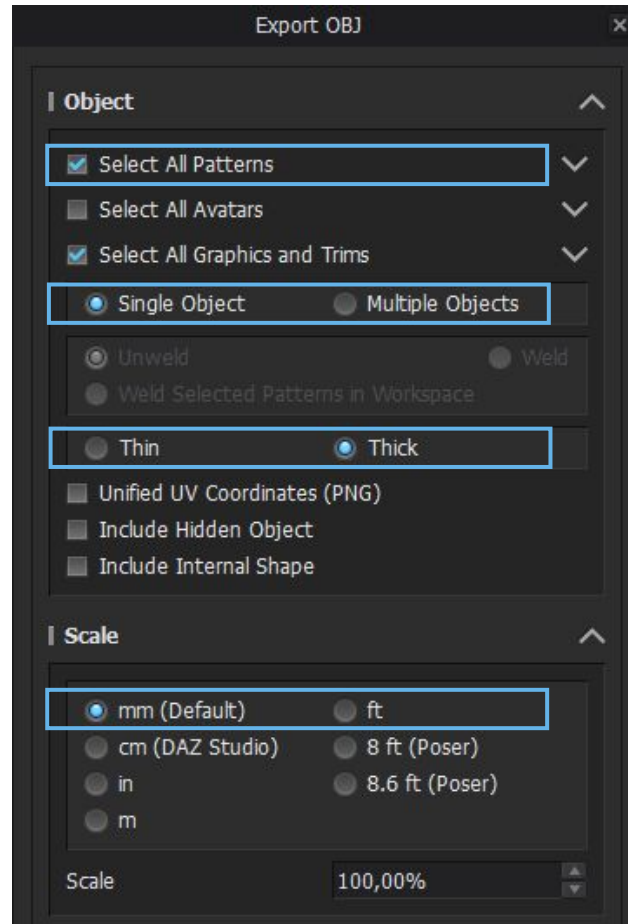 Export OBJ
Object
Select All Patterns
Select All Avatars
Select All Graphics and Trims
Single Object Multiple Objects
Unweld Weld
Weld Selected Patterns in Workspace
Thin Thick
Unified UV Coordinates (PNG)
Include Hidden Object
Include Internal Shape
Scale
mm (Default) ft
cm (DAZ Studio) 8 ft (Poser)
in 8.6 ft (Poser)
m
Scale 100,00%